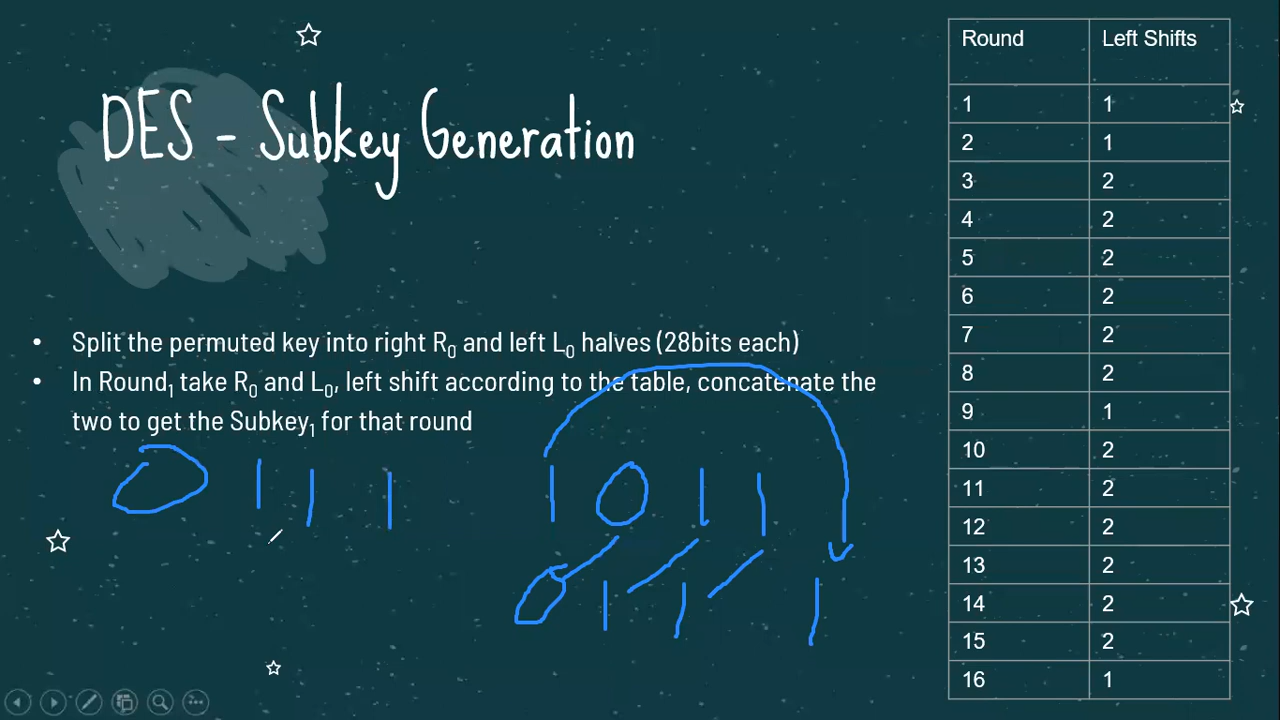 DES - Subkey Generation
• Split the permuted key into right R₀ and left L₀ halves (28bits each)
• In Round₁ take R₀ and L₀, left shift according to the table, concatenate the
two to get the Subkey₁ for that round
0 1 1 1
1 0 1 1
0 1 1 1
Round Left Shifts
1 1
2 1
3 2
4 2
5 2
6 2
7 2
8 2
9 1
10 2
11 2
12 2
13 2
14 2
15 2
16 1